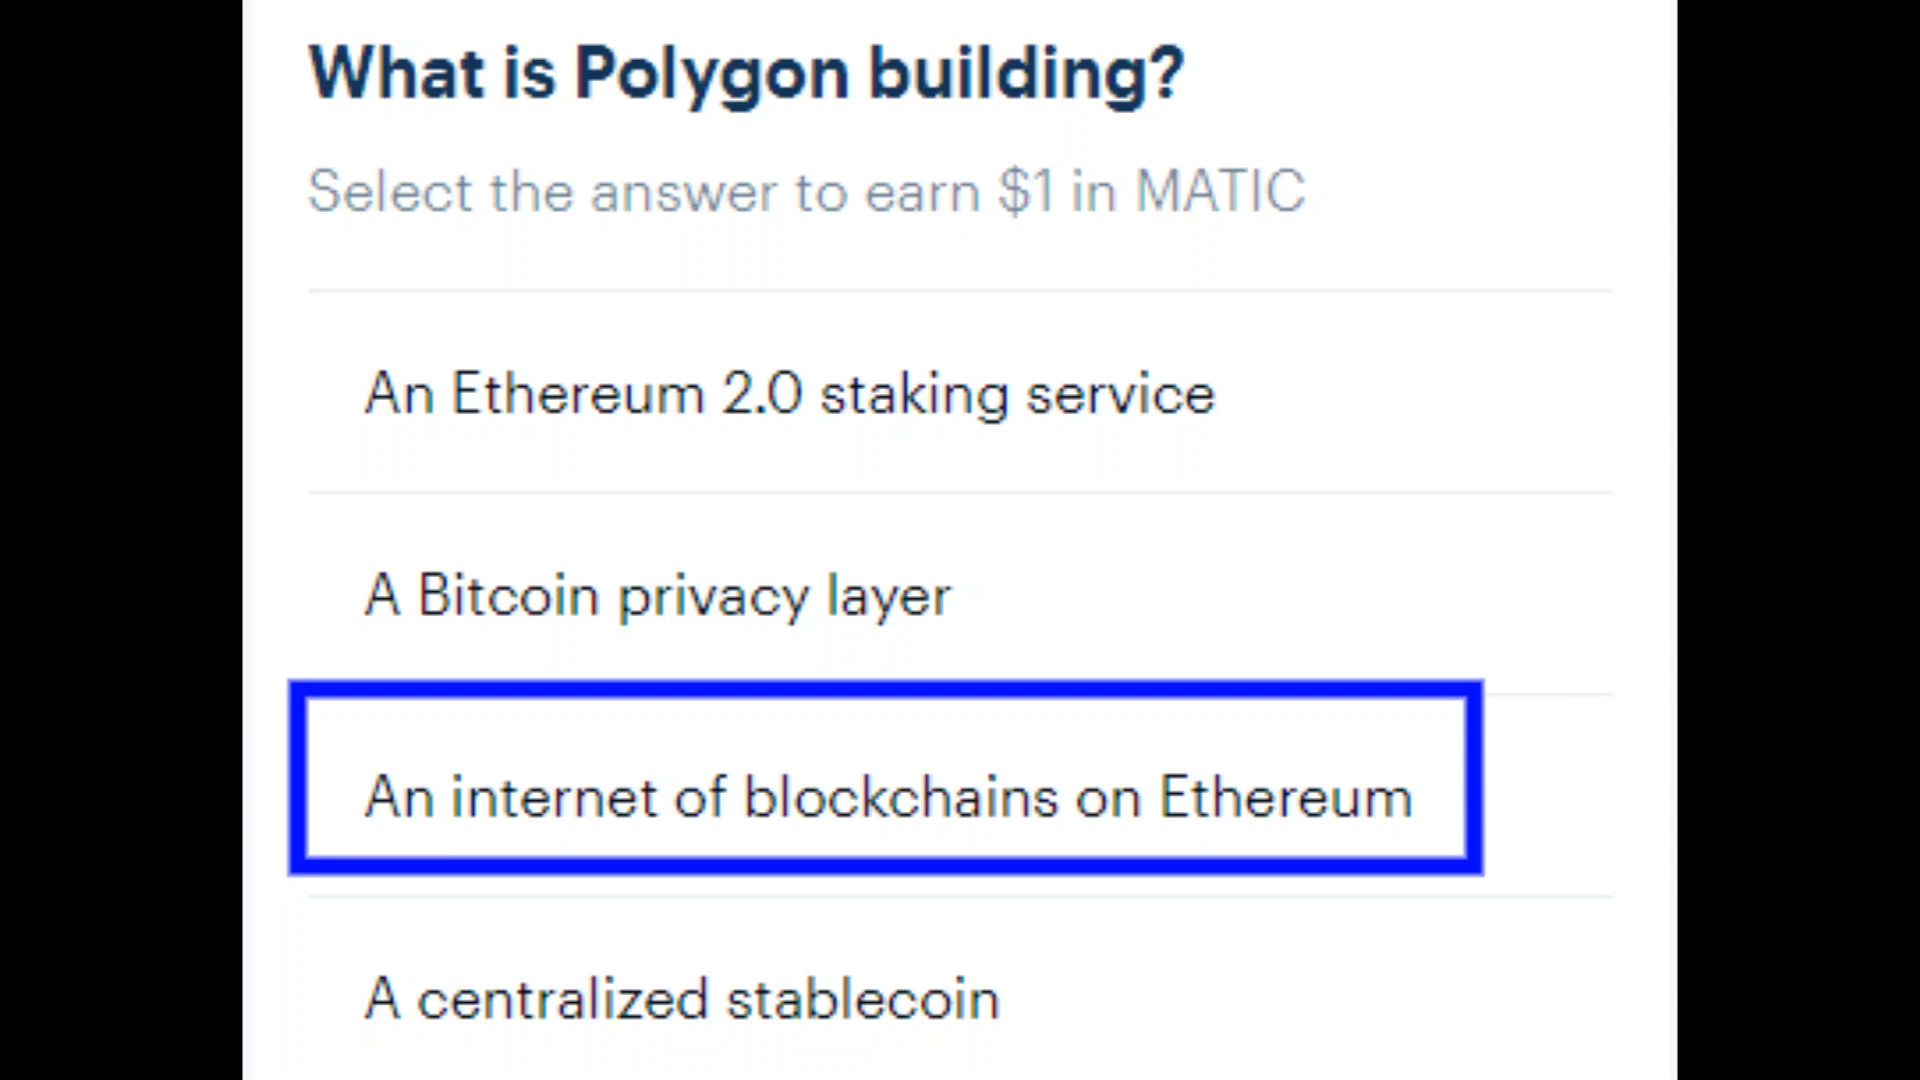 What is Polygon building?
Select the answer to earn $1 in MATIC
An Ethereum 2.0 staking service
A Bitcoin privacy layer
An internet of blockchains on Ethereum
A centralized stablecoin